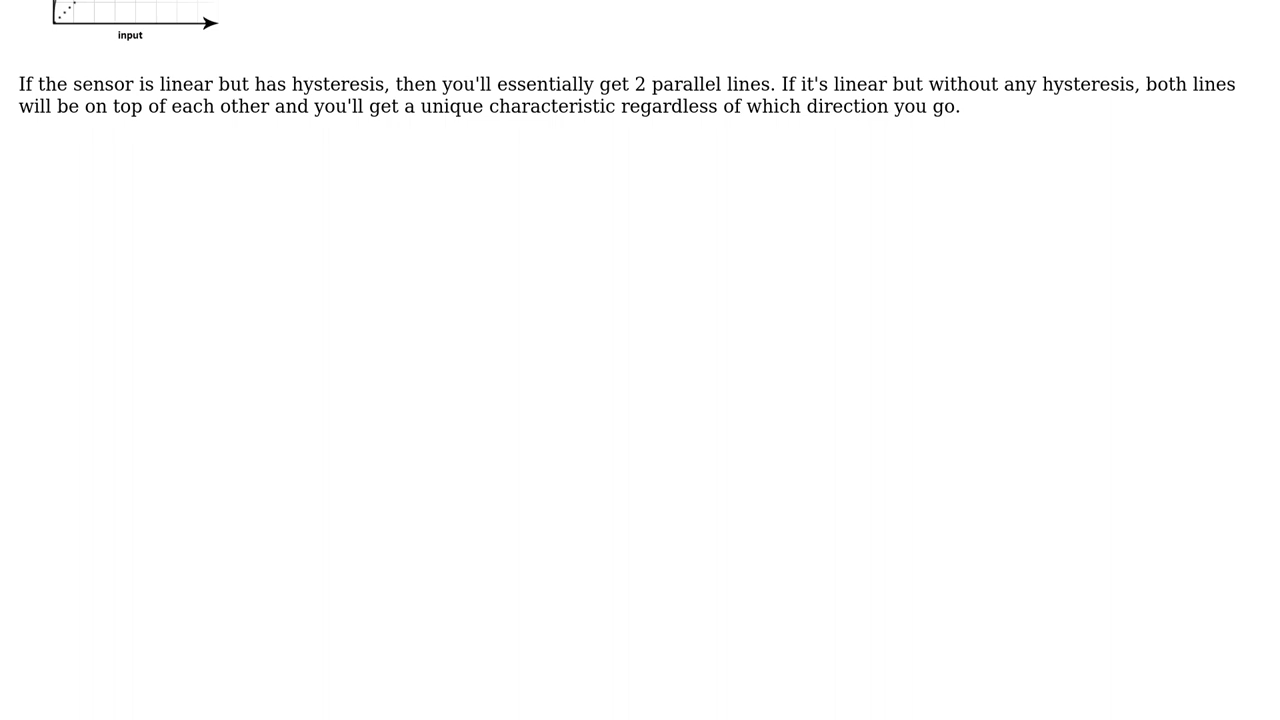 input
If the sensor is linear but has hysteresis, then you'll essentially get 2 parallel lines. If it's linear but without any hysteresis, both lines
will be on top of each other and you'll get a unique characteristic regardless of which direction you go.